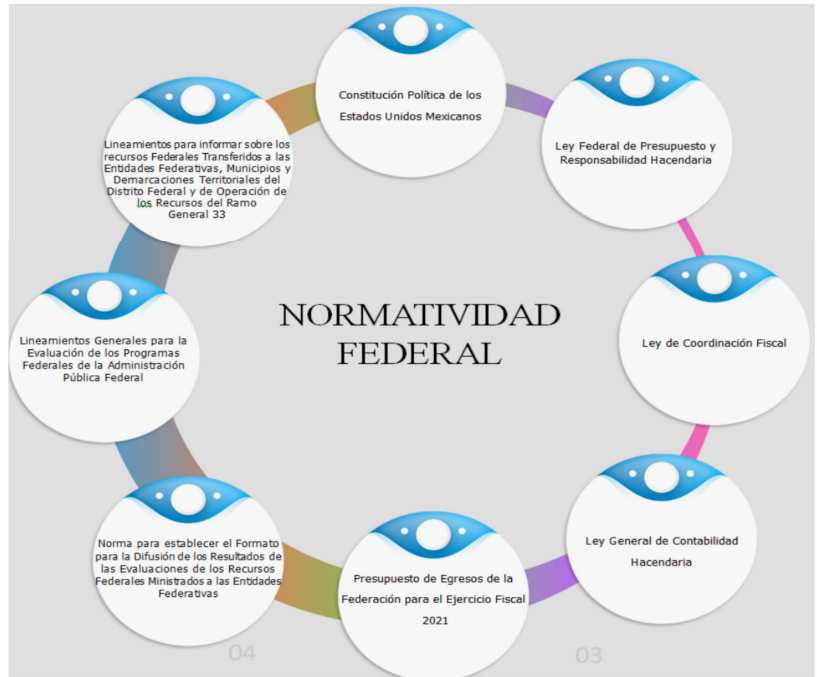 Constitución Política de los
Estados Unidos Mexicanos
Ley Federal de Presupuesto y
Responsabilidad Hacendaria
Ley de Coordinación Fiscal
Ley General de Contabilidad
Hacendaria
Presupuesto de Egresos de la
Federación para el Ejercicio Fiscal
2021
Norma para establecer el Formato
para la Difusión de los Resultados de
las Evaluaciones de los Recursos
Federales Ministrados a las Entidades
Federativas
Lineamientos Generales para la
Evaluación de los Programas
Federales de la Administración
Pública Federal
Lineamientos para informar sobre los
recursos Federales Transferidos a las
Entidades Federativas, Municipios y
Demarcaciones Territoriales del
Distrito Federal y de Operación de
los Recursos del Ramo
General 33
NORMATIVIDAD
FEDERAL
04
03